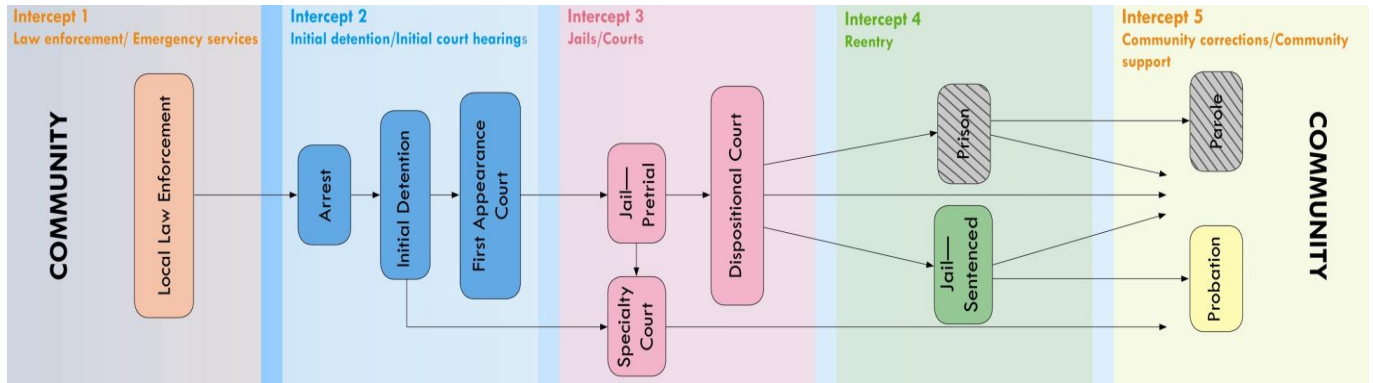 Intercept 1
Law enforcement/ Emergency services
Intercept 2
Initial detention/Initial court hearings
Intercept 3
Jails/Courts
Intercept 4
Reentry
Intercept 5
Community corrections/Community
support
COMMUNITY
Local Law Enforcement
Arrest
Initial Detention
First Appearance
Court
Jail—
Pretrial
Specialty
Court
Dispositional Court
Prison
Jail—
Sentenced
Parole
Probation
COMMUNITY